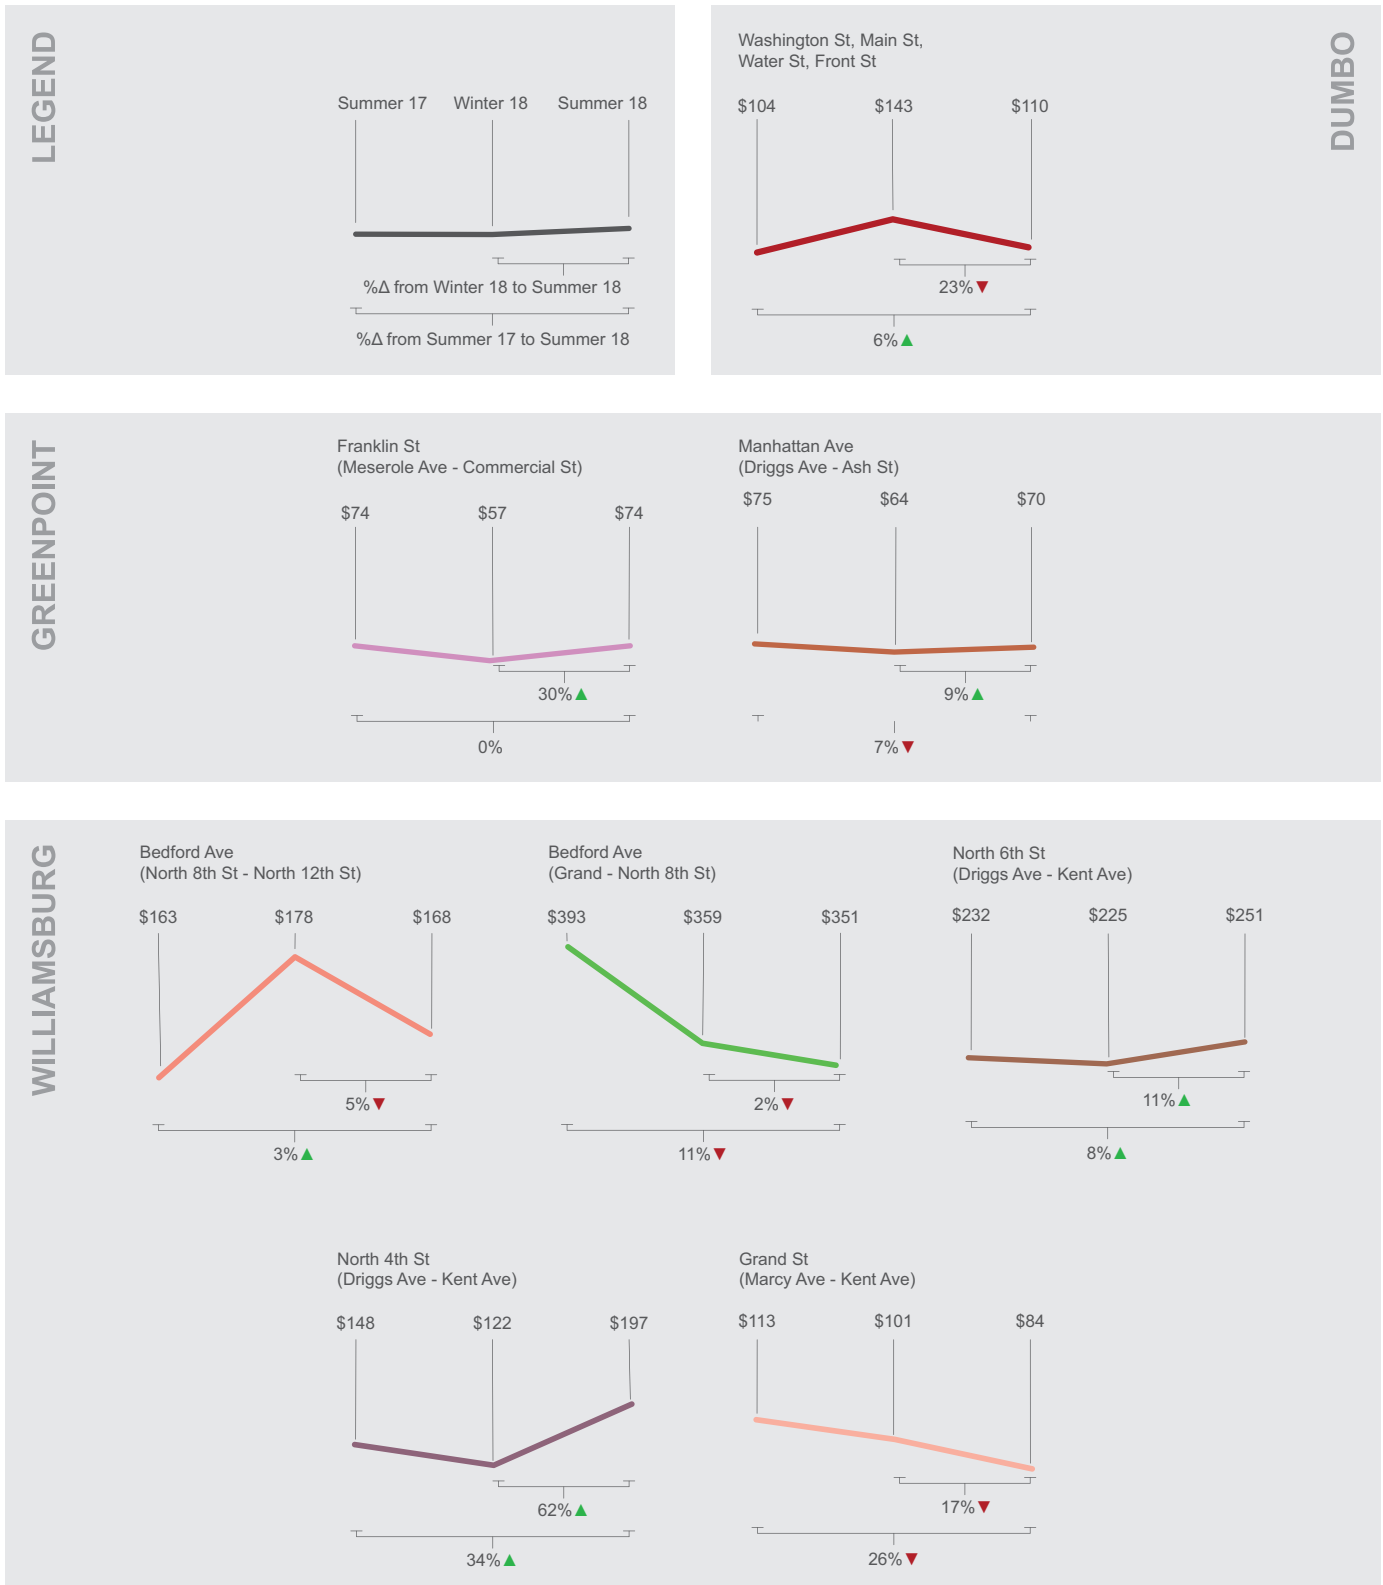 LEGEND
Summer 17 Winter 18 Summer 18
%Δ from Winter 18 to Summer 18
%Δ from Summer 17 to Summer 18
DUMBO
Washington St, Main St,
Water St, Front St
$104 $143 $110
23%
6%
GREENPOINT
Franklin St
(Meserole Ave - Commercial St)
$74 $57 $74
30%
0%
Manhattan Ave
(Driggs Ave - Ash St)
$75 $64 $70
9%
7%
WILLIAMSBURG
Bedford Ave
(North 8th St - North 12th St)
$163 $178 $168
5%
3%
Bedford Ave
(Grand - North 8th St)
$393 $359 $351
2%
11%
North 6th St
(Driggs Ave - Kent Ave)
$232 $225 $251
11%
8%
North 4th St
(Driggs Ave - Kent Ave)
$148 $122 $197
62%
34%
Grand St
(Marcy Ave - Kent Ave)
$113 $101 $84
17%
26%